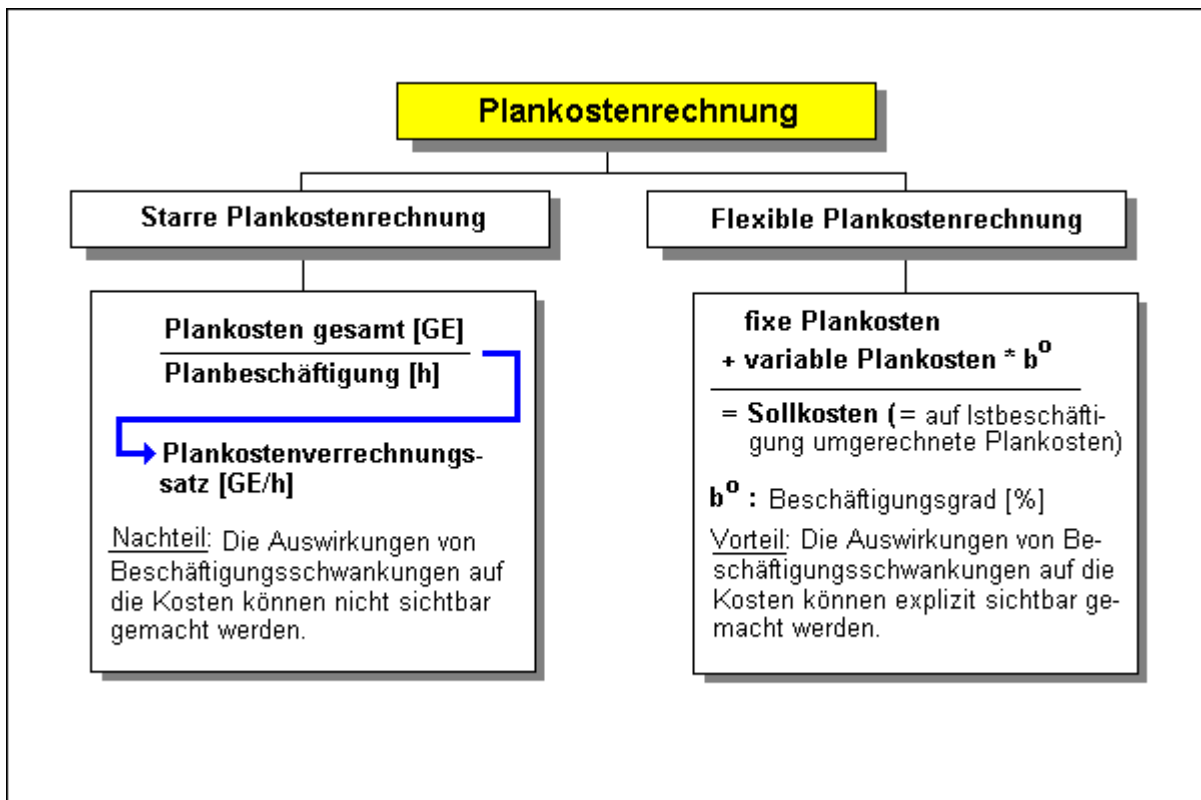 Plankostenrechnung
Starre Plankostenrechnung
Plankosten gesamt [GE]
Planbeschäftigung [h]
Plankostenverrechnungs-
satz [GE/h]
Nachteil: Die Auswirkungen von
Beschäftigungsschwankungen auf
die Kosten können nicht sichtbar
gemacht werden.
Flexible Plankostenrechnung
fixe Plankosten
+ variable Plankosten * b⁰
= Sollkosten (= auf Istbeschäfti-
gung umgerechnete Plankosten)
b⁰ : Beschäftigungsgrad [%]
Vorteil: Die Auswirkungen von Be-
schäftigungsschwankungen auf die
Kosten können explizit sichtbar ge-
macht werden.